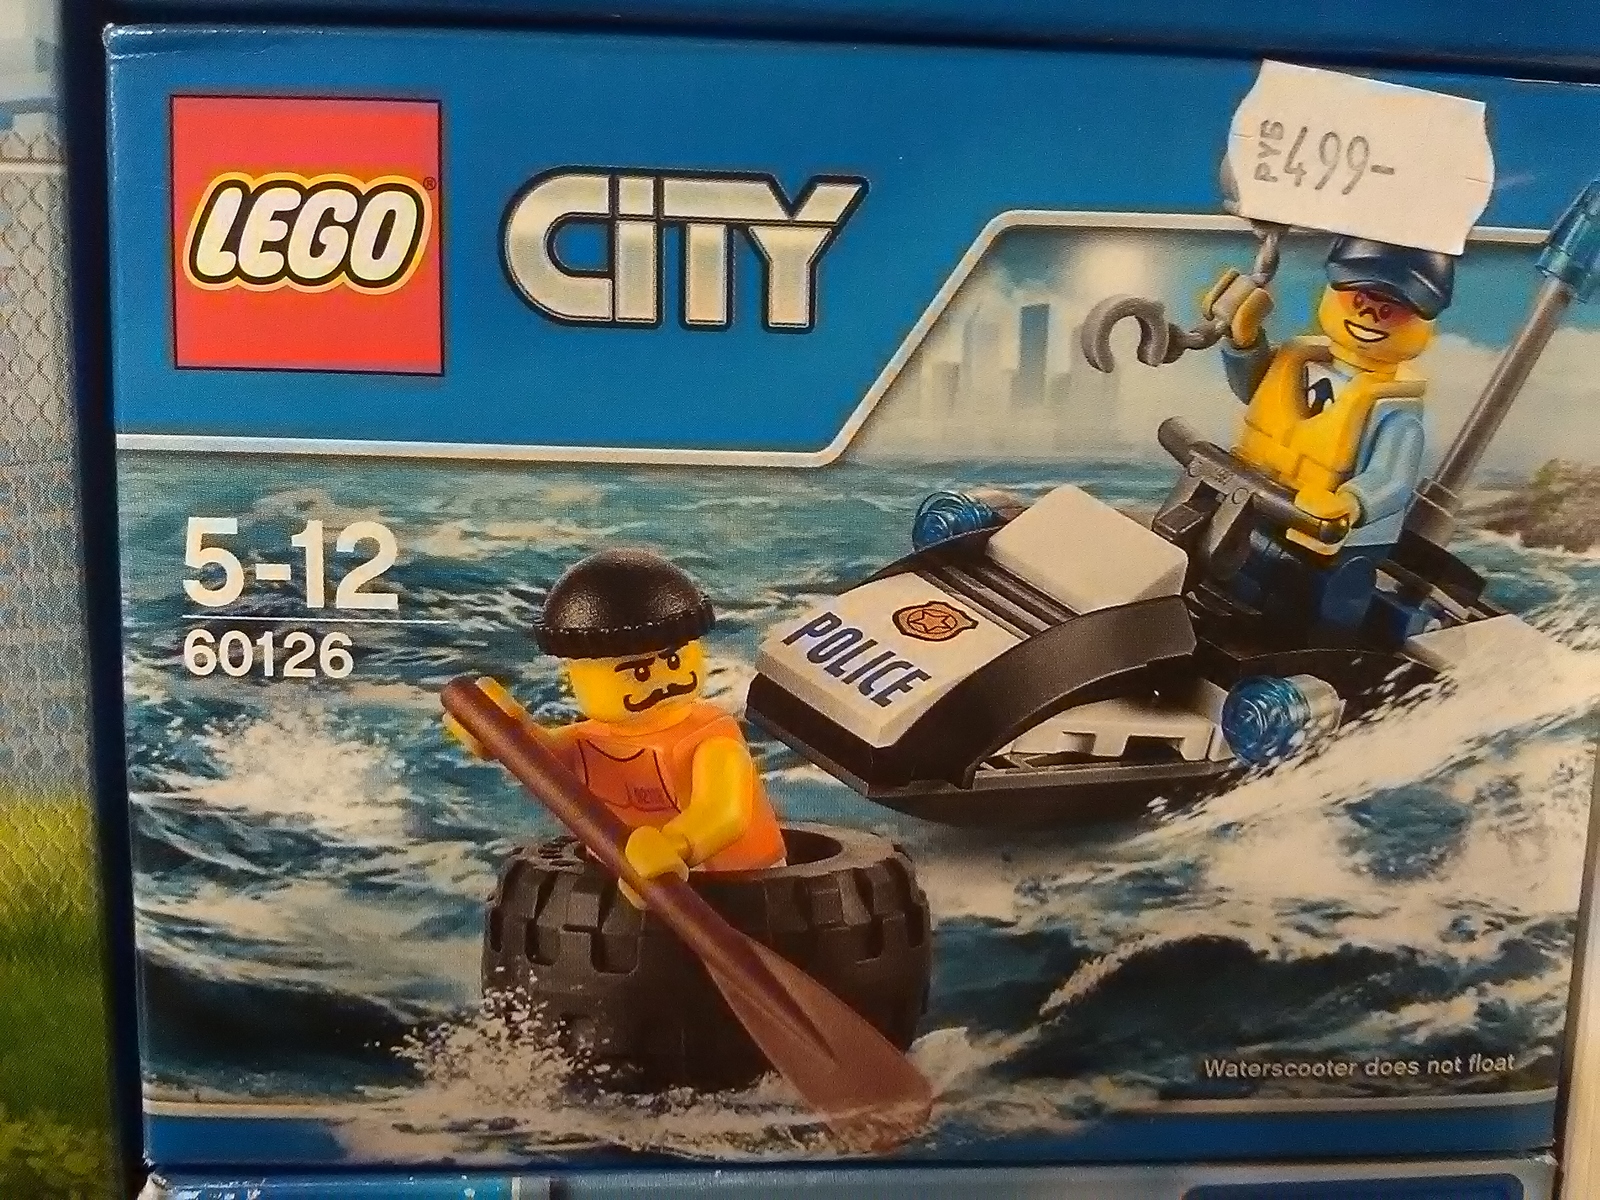 LEGO®
CITY
РУБ 499-
5-12
60126
POLICE
Waterscooter does not float